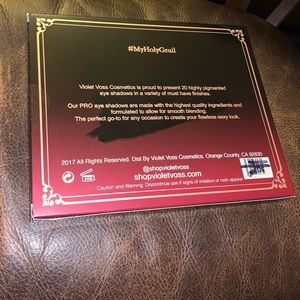 #MyHolyGrail
Violet Voss Cosmetics is proud to present 20 highly pigmented
eye shadows in a variety of must have finishes.
Our PRO eye shadows are made with the highest quality ingredients and
formulated to allow for smooth blending.
The perfect go-to for any occasion to create your flawless sexy look.
2017 All Rights Reserved. Dist By Violet Voss Cosmetics. Orange County, CA 92630
@shopvioletvoss
shopvioletvoss.com
Caution and Warning. Discontinue use if signs of irritation or rash appear